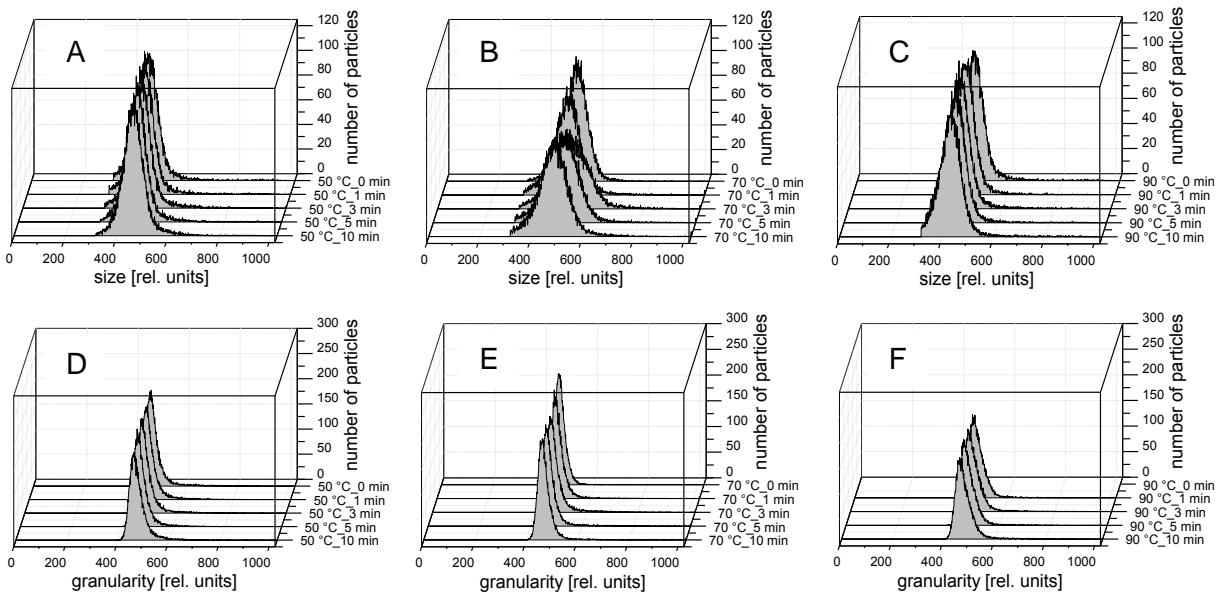 A
120
100
80
60
40
20
0
number of particles
50 °C_0 min
50 °C_1 min
50 °C_3 min
50 °C_5 min
50 °C_10 min
0 200 400 600 800 1000
size [rel. units]
B
120
100
80
60
40
20
0
number of particles
70 °C_0 min
70 °C_1 min
70 °C_3 min
70 °C_5 min
70 °C_10 min
0 200 400 600 800 1000
size [rel. units]
C
120
100
80
60
40
20
0
number of particles
90 °C_0 min
90 °C_1 min
90 °C_3 min
90 °C_5 min
90 °C_10 min
0 200 400 600 800 1000
size [rel. units]
D
300
250
200
150
100
50
0
number of particles
50 °C_0 min
50 °C_1 min
50 °C_3 min
50 °C_5 min
50 °C_10 min
0 200 400 600 800 1000
granularity [rel. units]
E
300
250
200
150
100
50
0
number of particles
70 °C_0 min
70 °C_1 min
70 °C_3 min
70 °C_5 min
70 °C_10 min
0 200 400 600 800 1000
granularity [rel. units]
F
300
250
200
150
100
50
0
number of particles
90 °C_0 min
90 °C_1 min
90 °C_3 min
90 °C_5 min
90 °C_10 min
0 200 400 600 800 1000
granularity [rel. units]